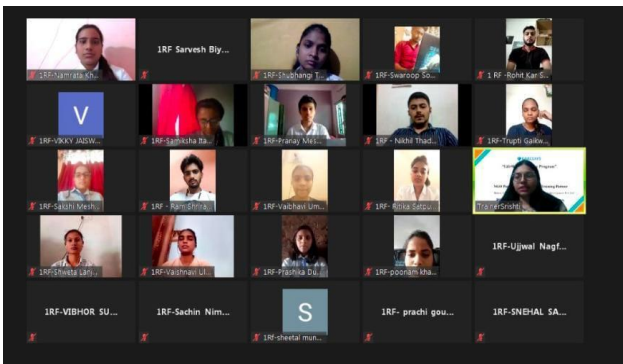 1RF-Namrata Kh...
1RF Sarvesh Biy...
1RF-Shubhangi T...
1RF-Swaroop So...
1 RF -Rohit Kar S...
V
1RF-VIKKY JAISW...
1RF-Samiksha Ita...
1RF-Pranay Mes...
1RF - Nikhil Thad...
1RF-Trupti Gaikw...
1RF-Sakshi Mesh...
1RF - Ram Shrira...
1RF-Vaibhavi Um...
1RF- Ritika Satpu...
TrainerSrishti
1RF-Shweta Lanj...
1RF-Vaishnavi Li...
1RF-Prashika Du...
1RF-poonam kha...
1RF-Ujjwal Nagf...
1RF-VIBHOR SU...
1RF-Sachin Nim...
S
1RF-sheetal mun...
1RF- prachi gou...
1RF-SNEHAL SA...